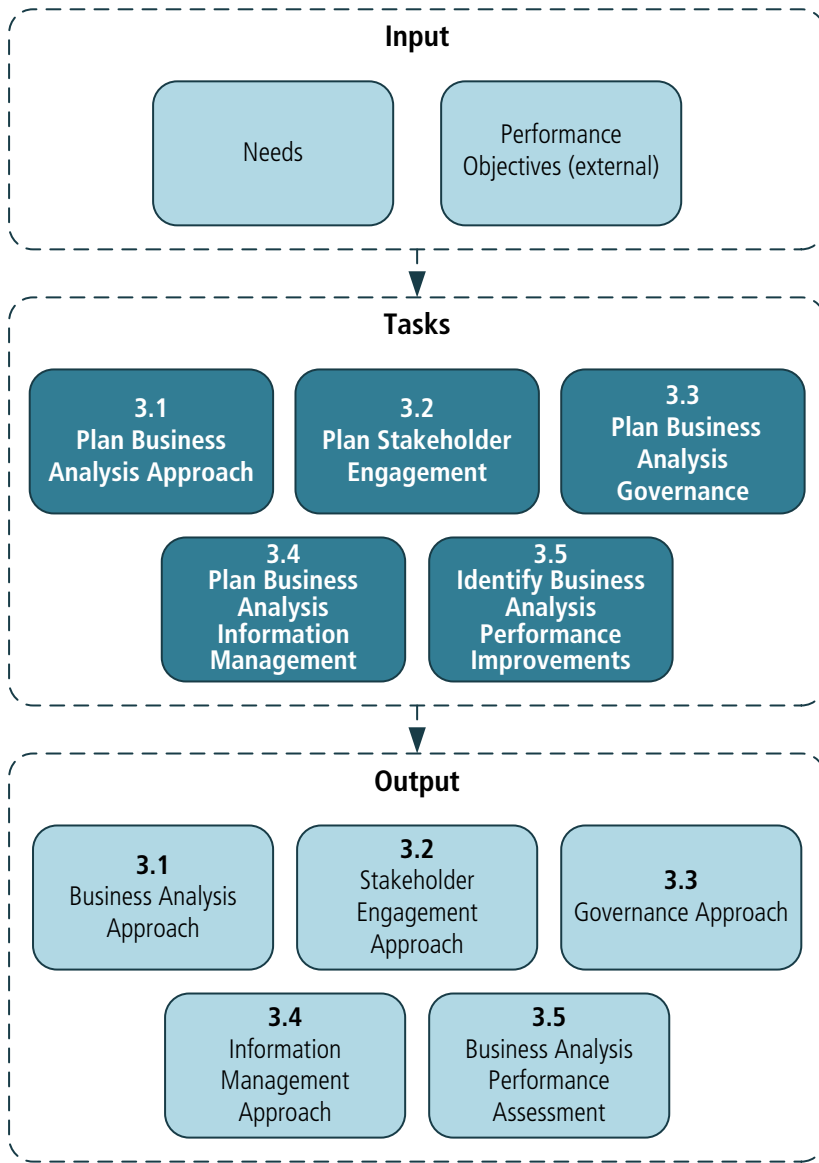 Input
Needs
Performance
Objectives (external)
Tasks
3.1
Plan Business
Analysis Approach
3.2
Plan Stakeholder
Engagement
3.3
Plan Business
Analysis
Governance
3.4
Plan Business
Analysis
Information
Management
3.5
Identify Business
Analysis
Performance
Improvements
Output
3.1
Business Analysis
Approach
3.2
Stakeholder
Engagement
Approach
3.3
Governance Approach
3.4
Information
Management
Approach
3.5
Business Analysis
Performance
Assessment